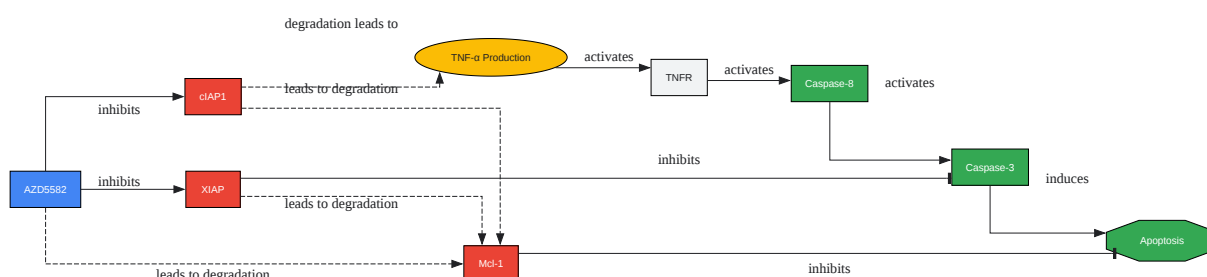 degradation leads to
TNF-α Production
activates
TNFR
activates
Caspase-8
activates
cIAP1
leads to degradation
inhibits
inhibits
Caspase-3
AZD5582
inhibits
XIAP
induces
leads to degradation
Apoptosis
Mcl-1
leads to degradation
inhibits